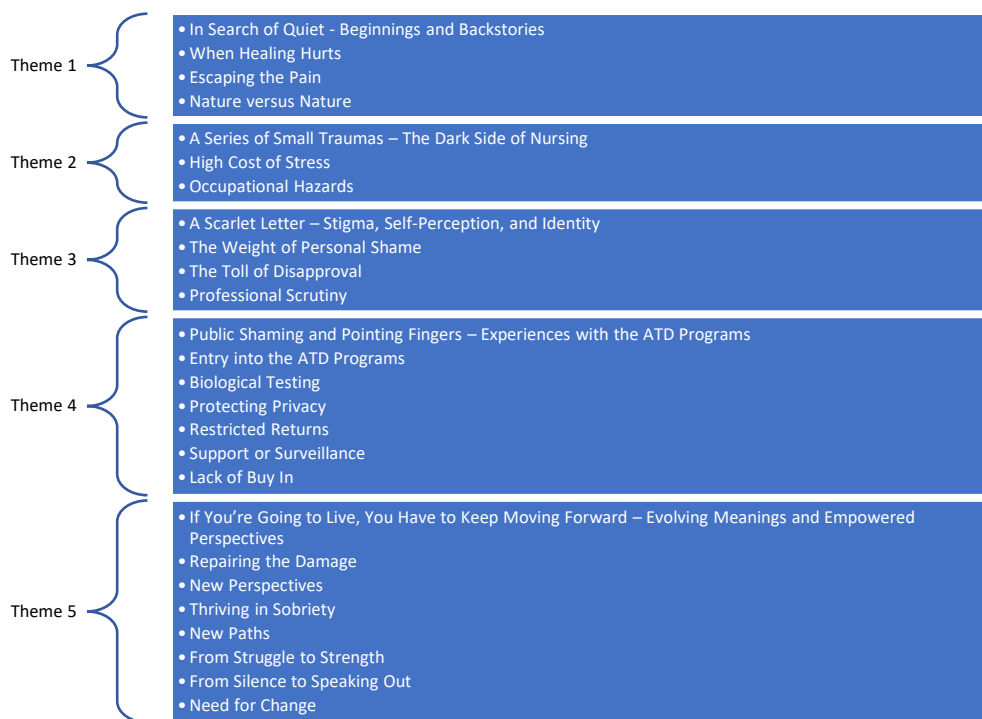 Theme 1
• In Search of Quiet - Beginnings and Backstories
• When Healing Hurts
• Escaping the Pain
• Nature versus Nature
Theme 2
• A Series of Small Traumas – The Dark Side of Nursing
• High Cost of Stress
• Occupational Hazards
Theme 3
• A Scarlet Letter – Stigma, Self-Perception, and Identity
• The Weight of Personal Shame
• The Toll of Disapproval
• Professional Scrutiny
Theme 4
• Public Shaming and Pointing Fingers – Experiences with the ATD Programs
• Entry into the ATD Programs
• Biological Testing
• Protecting Privacy
• Restricted Returns
• Support or Surveillance
• Lack of Buy In
Theme 5
• If You’re Going to Live, You Have to Keep Moving Forward – Evolving Meanings and Empowered
Perspectives
• Repairing the Damage
• New Perspectives
• Thriving in Sobriety
• New Paths
• From Struggle to Strength
• From Silence to Speaking Out
• Need for Change